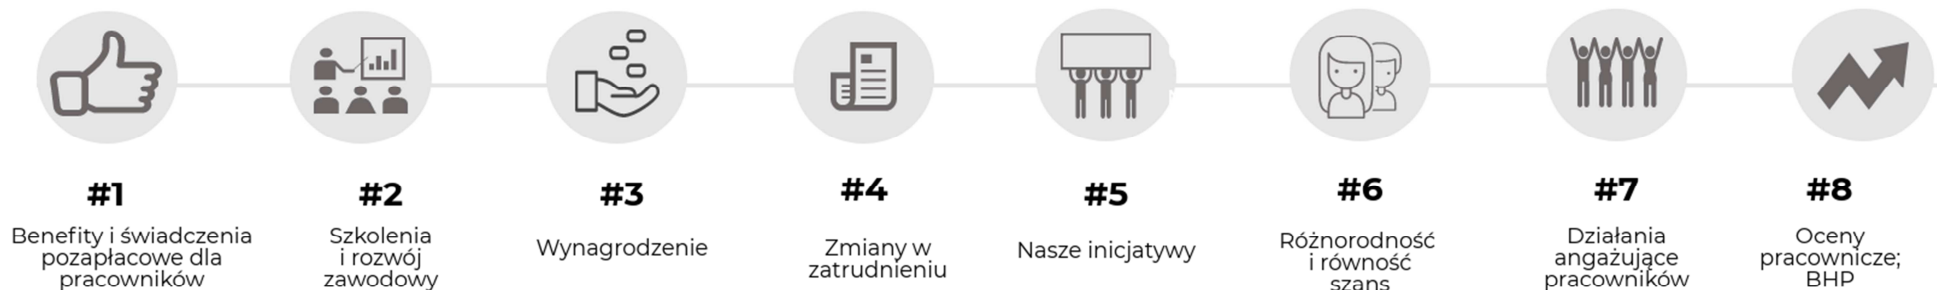 #1
Benefity i świadczenia
pozapłacowe dla
pracowników
#2
Szkolenia
i rozwój
zawodowy
#3
Wynagrodzenie
#4
Zmiany w
zatrudnieniu
#5
Nasze inicjatywy
#6
Różnorodność
i równość
szans
#7
Działania
angażujące
pracowników
#8
Oceny
pracownicze;
BHP